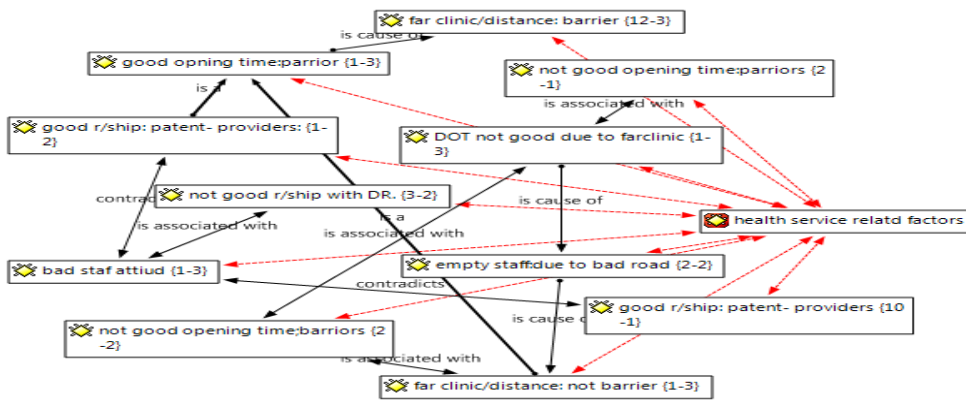 far clinic/distance: barrier {12-3}
is cause of
good opning time:parrior {1-3}
not good opening time:parriors {2
-1}
is a
is associated with
good r/ship: patent- providers: {1-
2}
DOT not good due to farclinic {1-
3}
not good r/ship with DR. {3-2}
is cause of
health service relatd factors
is a
is associated with
is associated with
bad staf attiud {1-3}
empty staff:due to bad road {2-2}
contradicts
good r/ship: patent- providers {10
-1}
is cause
not good opening time;barriors {2
-2}
is associated with
far clinic/distance: not barrier {1-3}